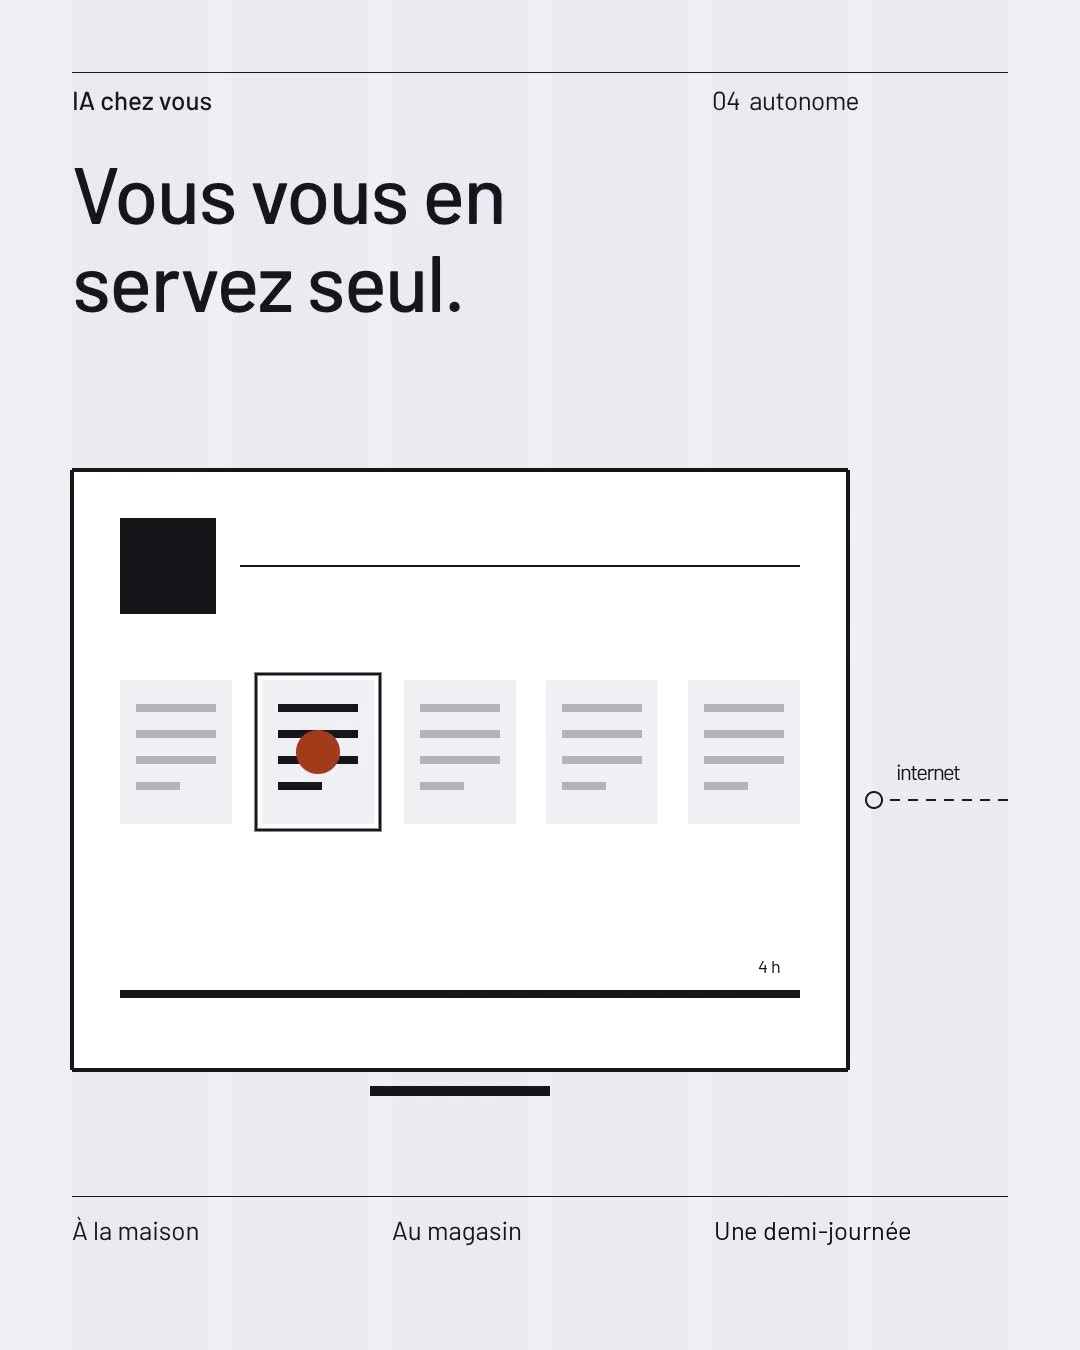 IA chez vous
04 autonome
Vous vous en
servez seul.
internet
4 h
À la maison
Au magasin
Une demi-journée